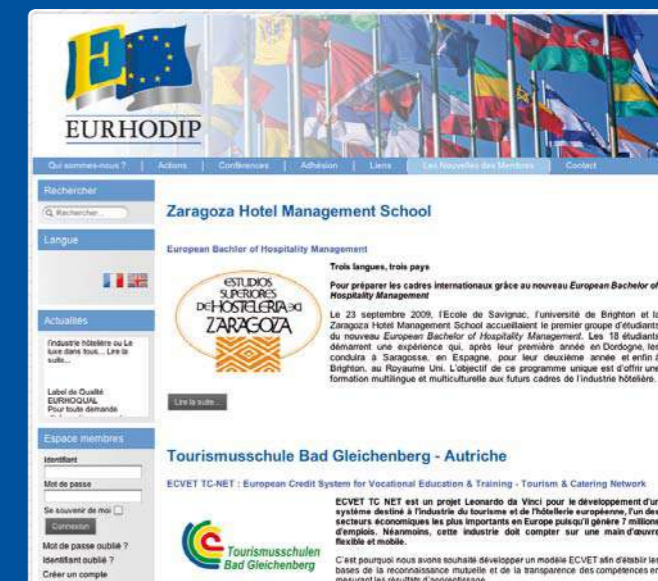 EURHODIP
Qui sommes-nous ? | Actions | Conférences | Adhésion | Liens | Les Nouvelles des Membres | Contact
Rechercher
Rechercher...
Langue
Actualités
l'industrie hôtelière ou Le
luxe dans tous... Lire la
suite...
Label de Qualité
EURHOQUAL
Pour toute demande
Espace membres
Identifiant
Mot de passe
Se souvenir de moi
Connexion
Mot de passe oublié ?
Identifiant oublié ?
Créer un compte
Zaragoza Hotel Management School
European Bachlor of Hospitality Management
ESTUDIOS
SUPERIORES
DE HOSTELERIA DE
ZARAGOZA
Trois langues, trois pays
Pour préparer les cadres internationaux grâce au nouveau European Bachelor of
Hospitality Management
Le 23 septembre 2009, l'Ecole de Savignac, l'université de Brighton et la
Zaragoza Hotel Management School accueillaient le premier groupe d'étudiants
du nouveau European Bachelor of Hospitality Management. Les 18 étudiants
démarrent une expérience qui, après leur première année en Dordogne, les
conduira à Saragosse, en Espagne, pour leur deuxième année et enfin à
Brighton, au Royaume Uni. L'objectif de ce programme unique est d'offrir une
formation multilingue et multiculturelle aux futurs cadres de l'industrie hôtelière.
Lire la suite...
Tourismusschule Bad Gleichenberg - Autriche
ECVET TC-NET : European Credit System for Vocational Education & Training - Tourism & Catering Network
Tourismusschulen
Bad Gleichenberg
ECVET TC NET est un projet Leonardo da Vinci pour le développement d'un
système destiné à l'industrie du tourisme et de l'hôtellerie européenne, l'un des
secteurs économiques les plus importants en Europe puisqu'il génère 7 millions
d'emplois. Néanmoins, cette industrie doit compter sur une main d'œuvre
flexible et mobile.
C'est pourquoi nous avons souhaité développer un modèle ECVET afin d'établir les
bases de la reconnaissance mutuelle et de la transparence des compétences en
mesurant les résultats d'apprentissage.